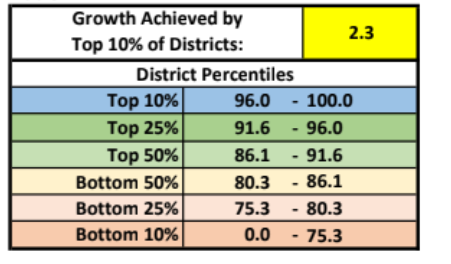 Growth Achieved by
Top 10% of Districts:
2.3
District Percentiles
Top 10% 96.0 - 100.0
Top 25% 91.6 - 96.0
Top 50% 86.1 - 91.6
Bottom 50% 80.3 - 86.1
Bottom 25% 75.3 - 80.3
Bottom 10% 0.0 - 75.3